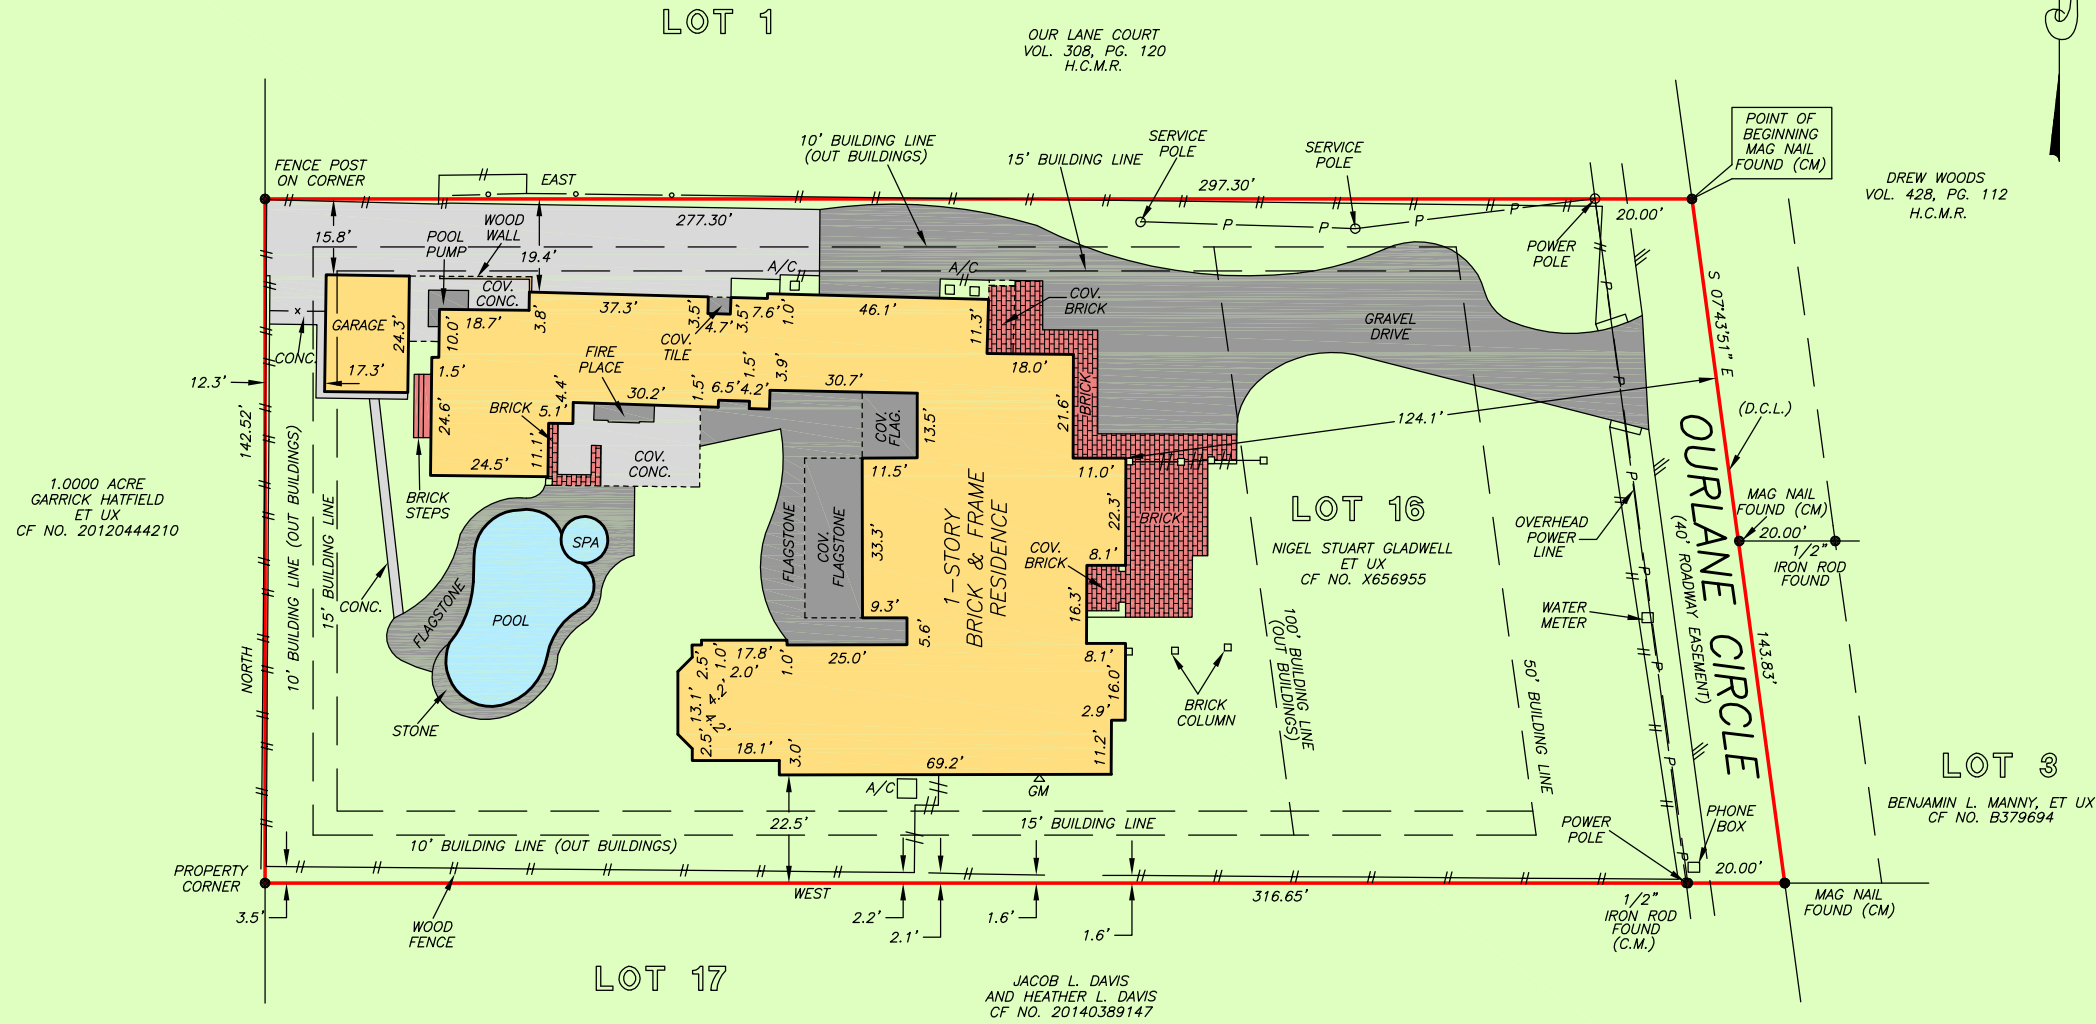 LOT 1
OUR LANE COURT
VOL. 308, PG. 120
H.C.M.R.
POINT OF
BEGINNING
MAG NAIL
FOUND (CM)
10' BUILDING LINE
(OUT BUILDINGS)
SERVICE
POLE
SERVICE
POLE
15' BUILDING LINE
FENCE POST
ON CORNER
EAST
297.30'
DREW WOODS
VOL. 428, PG. 112
H.C.M.R.
277.30'
20.00'
WOOD
WALL
POOL
PUMP
15.8'
19.4'
P
P
P
P
POWER
POLE
A/C
A/C
COV.
CONC.
COV.
BRICK
S 07°43'51" E
GARAGE
24.3'
10.0'
18.7'
3.8'
37.3'
3.5'
4.7'
3.5'
7.6'
1.0'
46.1'
11.3'
GRAVEL
DRIVE
P
CONC.
x
COV.
TILE
FIRE
PLACE
17.3'
1.5'
4.4'
30.2'
1.5'
6.5'
1.5'
4.2'
3.9'
30.7'
18.0'
BRICK
P
12.3'
24.6'
BRICK
5.1'
11.1'
COV.
FLAG.
13.5'
21.6'
124.1'
(D.C.L.)
142.52'
24.5'
COV.
CONC.
11.5'
11.0'
BRICK
STEPS
P
1.0000 ACRE
GARRICK HATFIELD
ET UX
CF NO. 20120444210
10' BUILDING LINE (OUT BUILDINGS)
15' BUILDING LINE
SPA
POOL
FLAGSTONE
COV.
FLAGSTONE
33.3'
1-STORY
BRICK & FRAME
RESIDENCE
22.3'
BRICK
COV.
BRICK
8.1'
LOT 16
NIGEL STUART GLADWELL
ET UX
CF NO. X656955
OVERHEAD
POWER
LINE
OURLANE CIRCLE
(40' ROADWAY EASEMENT)
MAG NAIL
FOUND (CM)
20.00'
1/2"
IRON ROD
FOUND
CONC.
FLAGSTONE
9.3'
5.6'
16.3'
P
WATER
METER
NORTH
STONE
17.8'
2.5'
1.0'
2.0'
1.0'
25.0'
8.1'
16.0'
P
143.83'
13.1'
4.2'
2.5'
18.1'
3.0'
2.9'
11.2'
BRICK
COLUMN
100' BUILDING LINE
(OUT BUILDINGS)
50' BUILDING LINE
69.2'
A/C
GM
P
LOT 3
BENJAMIN L. MANNY, ET UX
CF NO. B379694
22.5'
15' BUILDING LINE
10' BUILDING LINE (OUT BUILDINGS)
POWER
POLE
PHONE
BOX
P
PROPERTY
CORNER
20.00'
WEST
316.65'
3.5'
WOOD
FENCE
2.2'
2.1'
1.6'
1.6'
1/2"
IRON ROD
FOUND
(C.M.)
MAG NAIL
FOUND (CM)
LOT 17
JACOB L. DAVIS
AND HEATHER L. DAVIS
CF NO. 20140389147